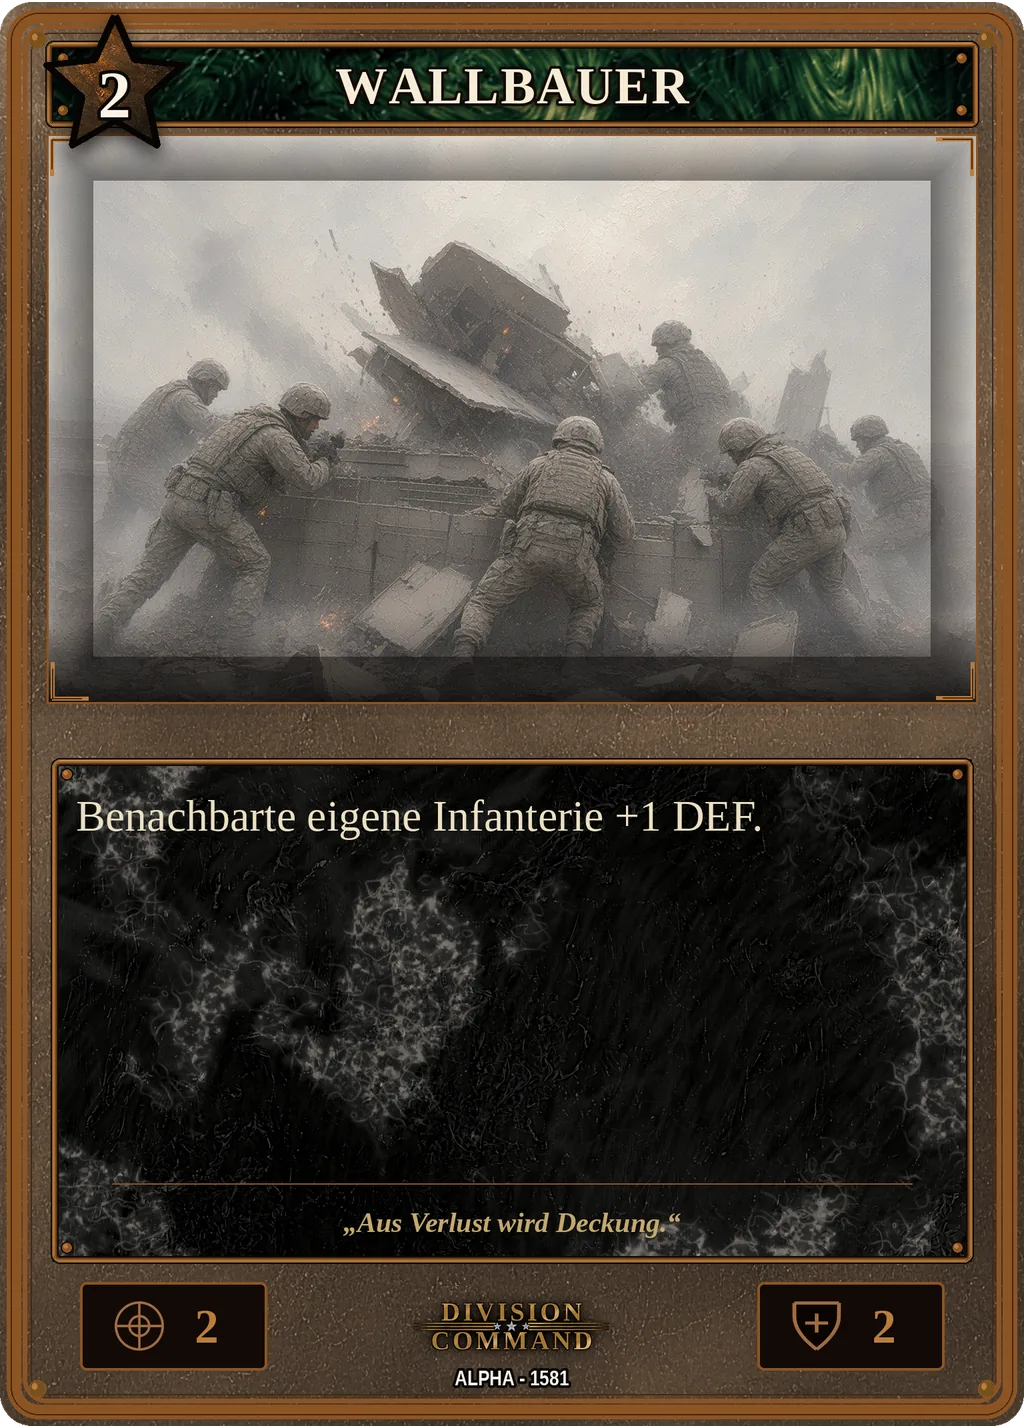 2
WALLBAUER
Benachbarte eigene Infanterie +1 DEF.
„Aus Verlust wird Deckung.“
2
DIVISION
COMMAND
2
ALPHA - 1581